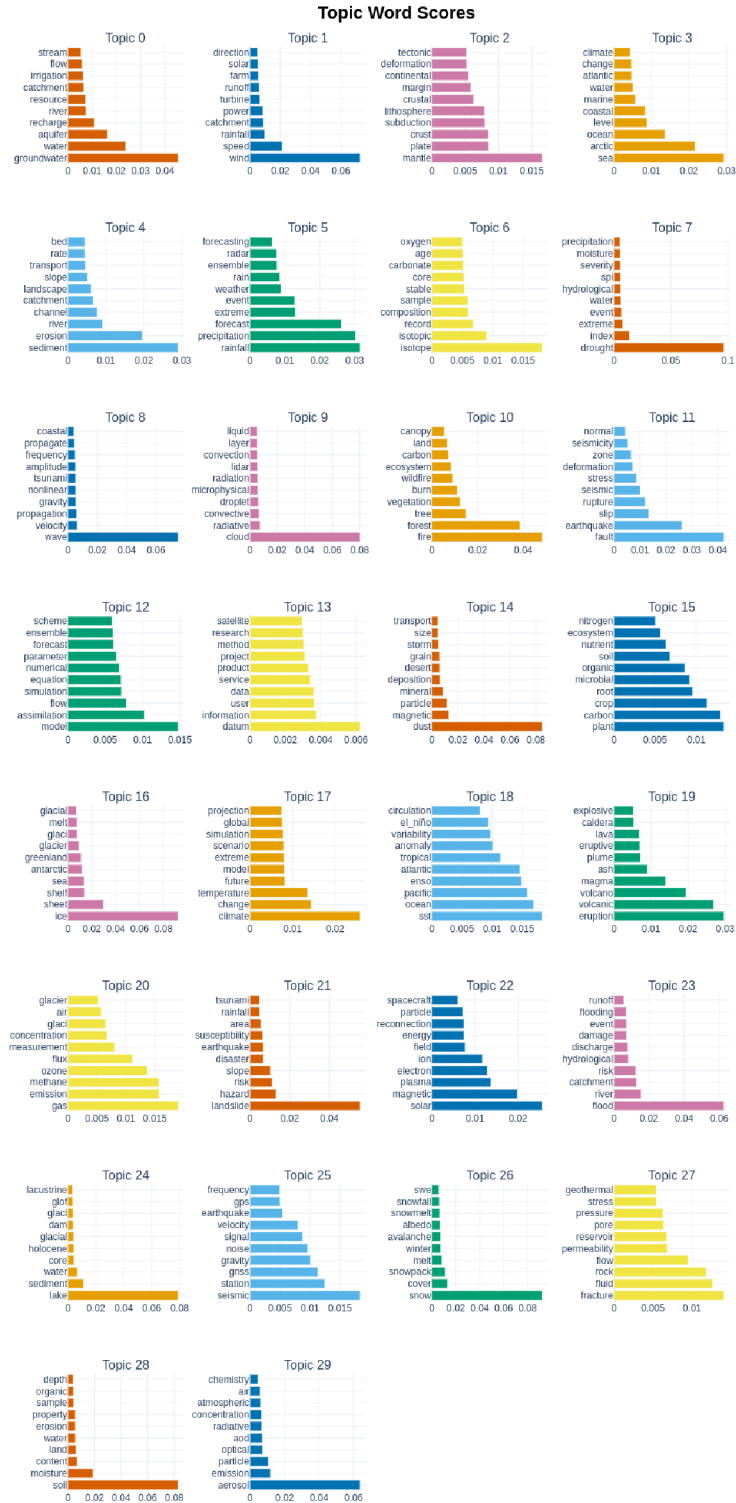 Topic Word Scores
Topic 0
Topic 1
Topic 2
Topic 3
stream
flow
irrigation
catchment
resource
river
recharge
aquifer
water
groundwater
0 0.01 0.02 0.03 0.04
direction
solar
farm
runoff
turbine
power
catchment
rainfall
speed
wind
0 0.02 0.04 0.06
tectonic
deformation
continental
margin
crustal
lithosphere
subduction
crust
plate
mantle
0 0.005 0.01 0.015
climate
change
atlantic
water
marine
coastal
level
ocean
arctic
sea
0 0.01 0.02 0.03
Topic 4
Topic 5
Topic 6
Topic 7
bed
rate
transport
slope
landscape
catchment
channel
river
erosion
sediment
0 0.01 0.02 0.03
forecasting
radar
ensemble
rain
weather
event
extreme
forecast
precipitation
rainfall
0 0.01 0.02 0.03
oxygen
age
carbonate
core
stable
sample
composition
record
isotopic
isotope
0 0.005 0.01 0.015
precipitation
moisture
severity
spi
hydrological
water
event
extreme
index
drought
0 0.05 0.1
Topic 8
Topic 9
Topic 10
Topic 11
coastal
propagate
frequency
amplitude
tsunami
nonlinear
gravity
propagation
velocity
wave
0 0.02 0.04 0.06
liquid
layer
convection
lidar
radiation
microphysical
droplet
convective
radiative
cloud
0 0.02 0.04 0.06 0.08
canopy
land
carbon
ecosystem
wildfire
burn
vegetation
tree
forest
fire
0 0.02 0.04
normal
seismicity
zone
deformation
stress
seismic
rupture
slip
earthquake
fault
0 0.01 0.02 0.03 0.04
Topic 12
Topic 13
Topic 14
Topic 15
scheme
ensemble
forecast
parameter
numerical
equation
simulation
flow
assimilation
model
0 0.005 0.01 0.015
satellite
research
method
project
product
service
data
user
information
datum
0 0.002 0.004 0.006
transport
size
storm
grain
desert
deposition
mineral
particle
magnetic
dust
0 0.02 0.04 0.06 0.08
nitrogen
ecosystem
nutrient
soil
organic
microbial
root
crop
carbon
plant
0 0.005 0.01
Topic 16
Topic 17
Topic 18
Topic 19
glacial
melt
glaci
glacier
greenland
antarctic
sea
shelf
sheet
ice
0 0.02 0.04 0.06 0.08
projection
global
simulation
scenario
extreme
model
future
temperature
change
climate
0 0.01 0.02
circulation
el_niño
variability
anomaly
tropical
atlantic
enso
pacific
ocean
sst
0 0.005 0.01 0.015
explosive
caldera
lava
eruptive
plume
ash
magma
volcano
volcanic
eruption
0 0.01 0.02 0.03
Topic 20
Topic 21
Topic 22
Topic 23
glacier
air
glaci
concentration
measurement
flux
ozone
methane
emission
gas
0 0.005 0.01 0.015
tsunami
rainfall
area
susceptibility
earthquake
disaster
slope
risk
hazard
landslide
0 0.02 0.04
spacecraft
particle
reconnection
energy
field
ion
electron
plasma
magnetic
solar
0 0.01 0.02
runoff
flooding
event
damage
discharge
hydrological
risk
catchment
river
flood
0 0.02 0.04 0.06
Topic 24
Topic 25
Topic 26
Topic 27
lacustrine
glof
glaci
dam
glacial
holocene
core
water
sediment
lake
0 0.02 0.04 0.06 0.08
frequency
gps
earthquake
velocity
signal
noise
gravity
gnss
station
seismic
0 0.005 0.01 0.015
swe
snowfall
snowmelt
albedo
avalanche
winter
melt
snowpack
cover
snow
0 0.02 0.04 0.06 0.08
geothermal
stress
pressure
pore
reservoir
permeability
flow
rock
fluid
fracture
0 0.005 0.01
Topic 28
Topic 29
depth
organic
sample
property
erosion
water
land
content
moisture
soil
0 0.02 0.04 0.06 0.08
chemistry
air
atmospheric
concentration
radiative
aod
optical
particle
emission
aerosol
0 0.02 0.04 0.06